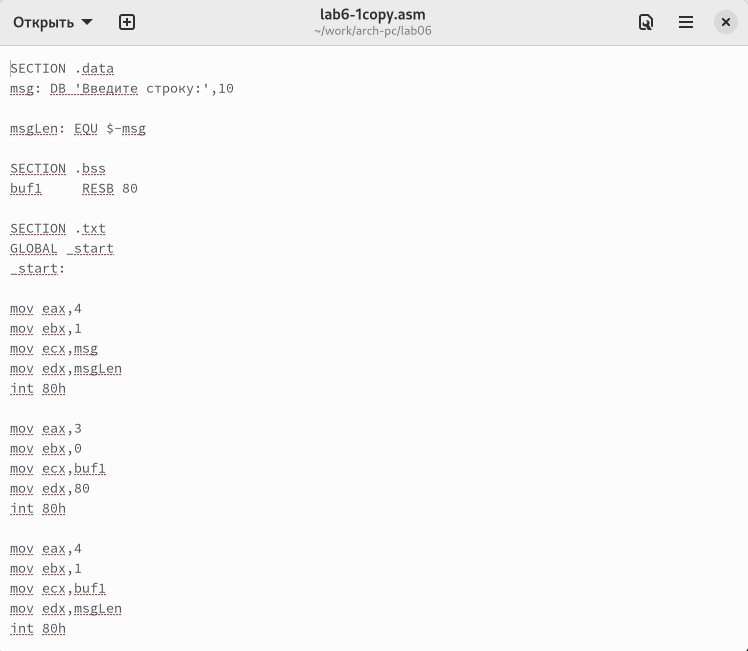 Открыть
lab6-1copy.asm
~/work/arch-pc/lab06
SECTION .data
msg: DB 'Введите строку:',10
msgLen: EQU $-msg
SECTION .bss
buf1     RESB 80
SECTION .txt
GLOBAL _start
_start:
mov eax,4
mov ebx,1
mov ecx,msg
mov edx,msgLen
int 80h
mov eax,3
mov ebx,0
mov ecx,buf1
mov edx,80
int 80h
mov eax,4
mov ebx,1
mov ecx,buf1
mov edx,msgLen
int 80h